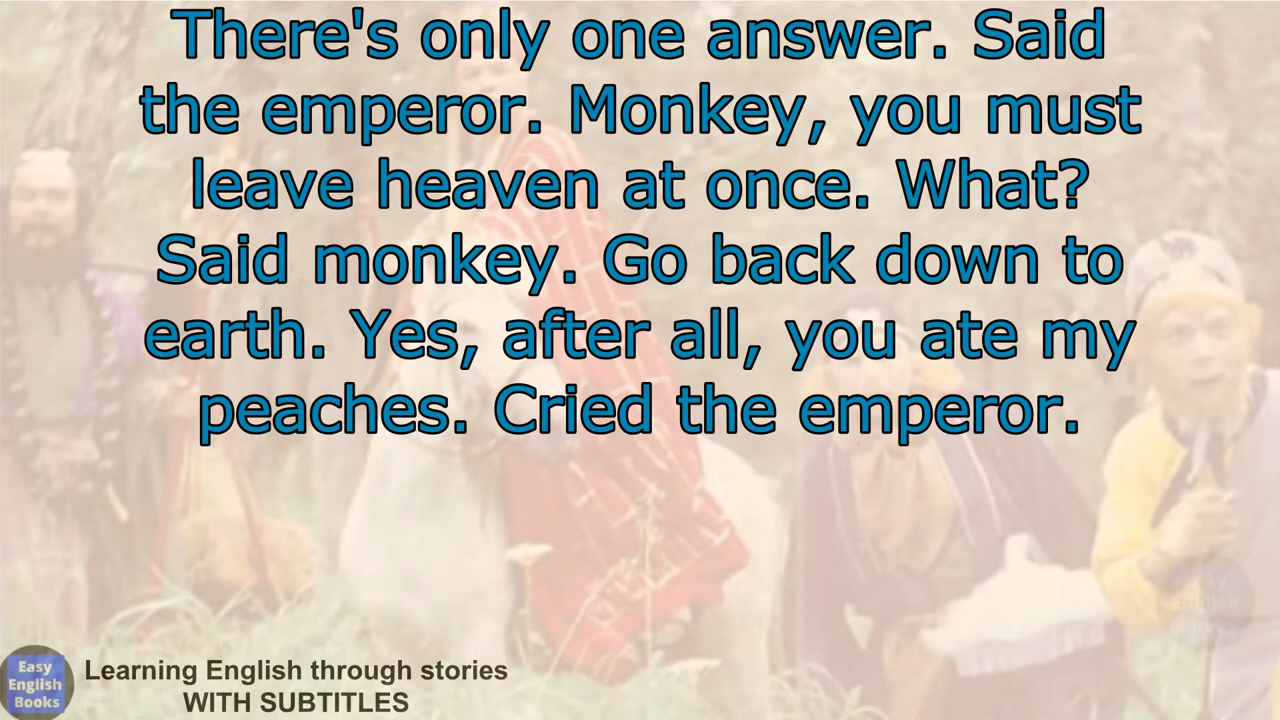 There's only one answer. Said
the emperor. Monkey, you must
leave heaven at once. What?
Said monkey. Go back down to
earth. Yes, after all, you ate my
peaches. Cried the emperor.
Easy
English
Books
Learning English through stories
WITH SUBTITLES